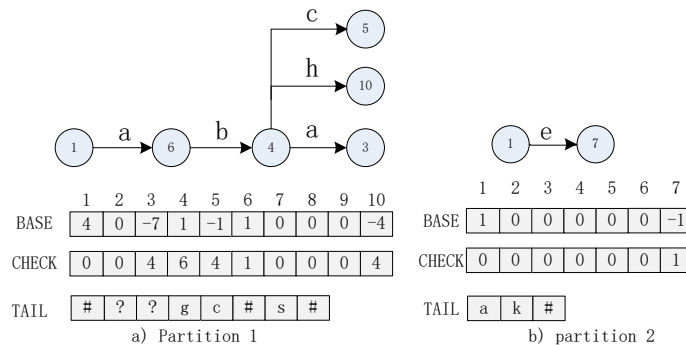 c
5
h
10
a b a e
1 6 4 3 1 7
1 2 3 4 5 6 7 8 9 10
BASE 4 0 -7 1 -1 1 0 0 0 -4
CHECK 0 0 4 6 4 1 0 0 0 4
TAIL # ? ? g c # s #
a) Partition 1
1 2 3 4 5 6 7
BASE 1 0 0 0 0 0 -1
CHECK 0 0 0 0 0 0 1
TAIL a k #
b) partition 2